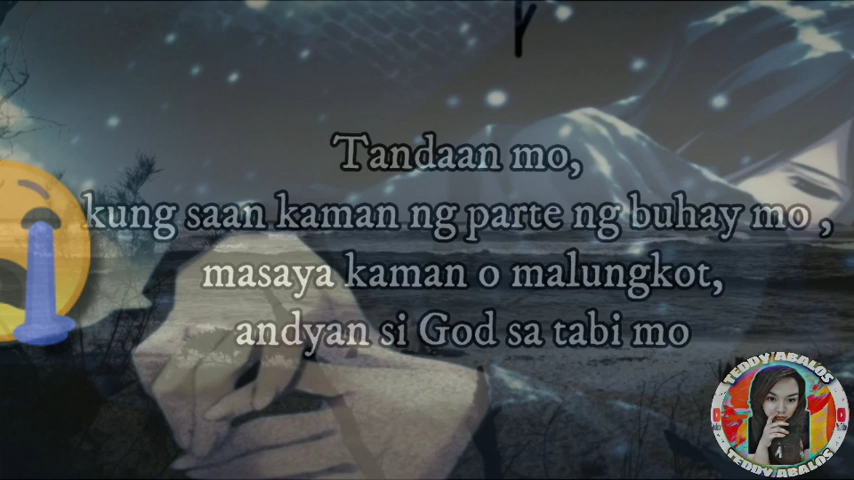 Tandaan mo,
kung saan kaman ng parte ng buhay mo ,
masaya kaman o malungkot,
andyan si God sa tabi mo
TEDDY ABALOS
TEDDY ABALOS